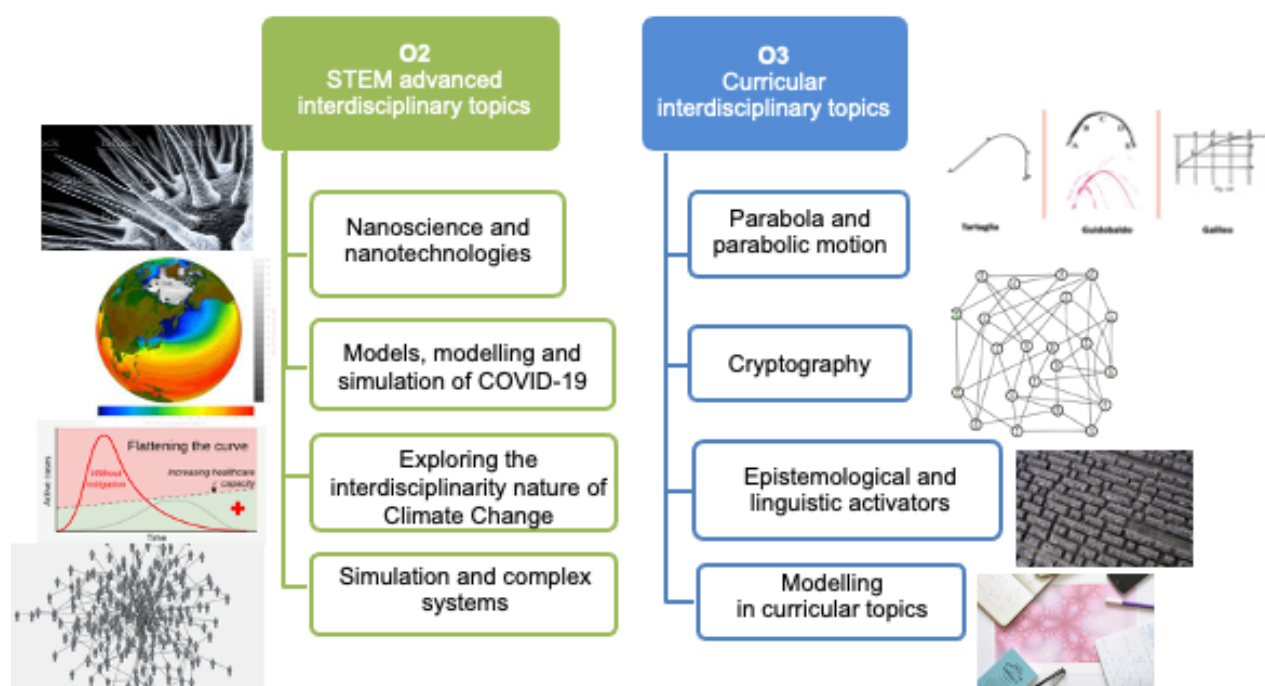 O2
STEM advanced
interdisciplinary topics
Nanoscience and
nanotechnologies
Models, modelling and
simulation of COVID-19
Exploring the
interdisciplinarity nature of
Climate Change
Simulation and complex
systems
Flattening the curve
Without
mitigation
Increasing healthcare
capacity
Active cases
Time
O3
Curricular
interdisciplinary topics
Parabola and
parabolic motion
Cryptography
Epistemological and
linguistic activators
Modelling
in curricular topics
Tartaglia
Guidobaldo
Galileo